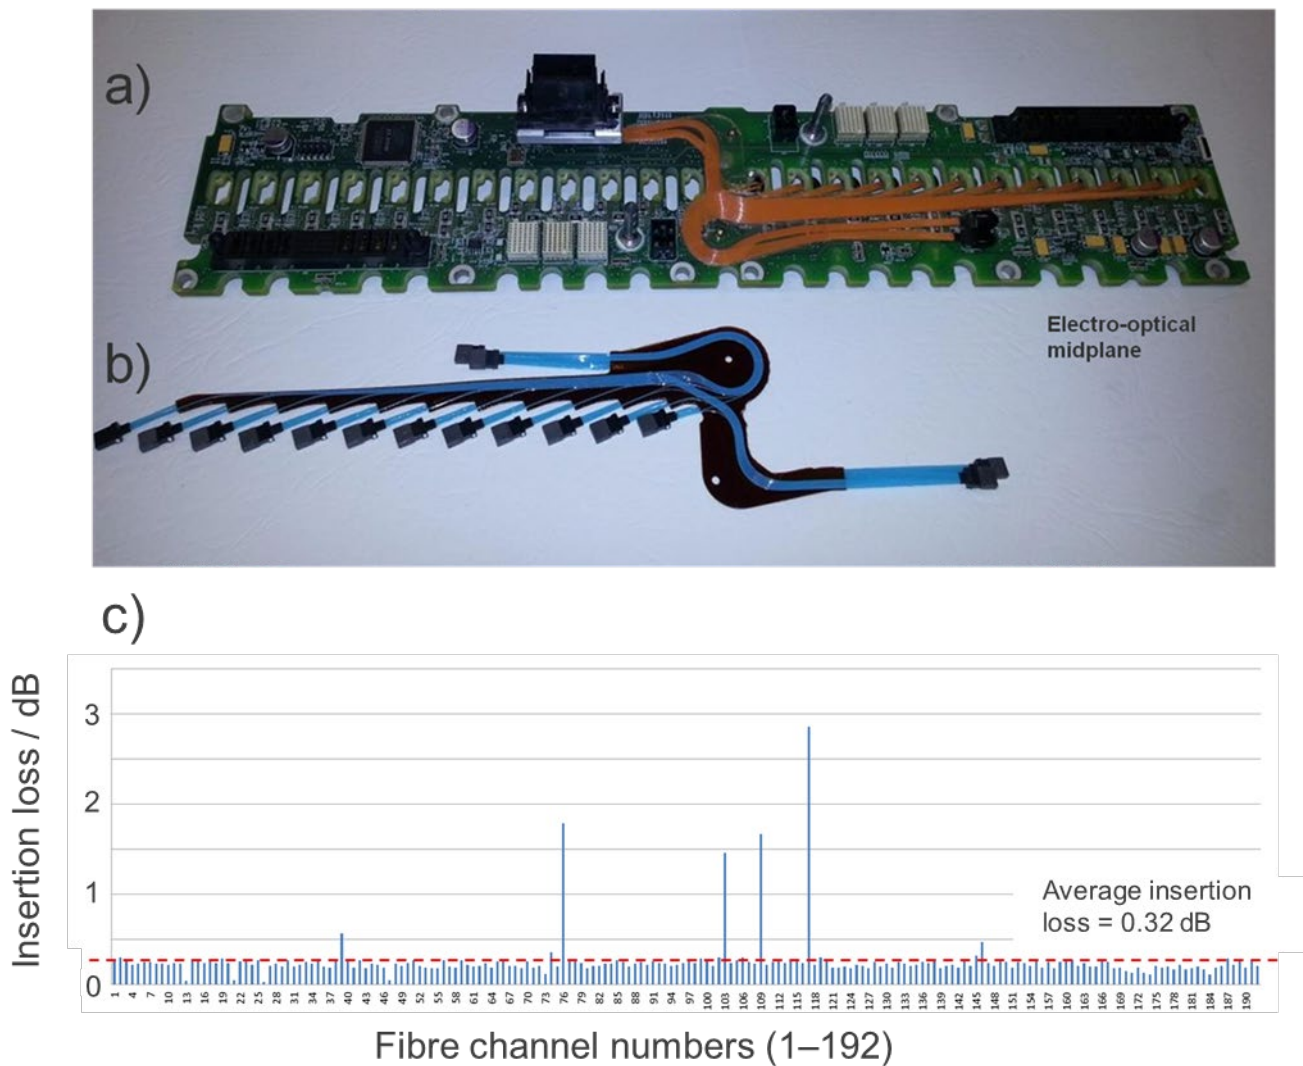 a)
Electro-optical
midplane
b)
c)
Insertion loss / dB
3
2
1
0
Average insertion
loss = 0.32 dB
1 4 7 10 13 16 19 22 25 28 31 34 37 40 43 46 49 52 55 58 61 64 67 70 73 76 79 82 85 88 91 94 97 100 103 106 109 112 115 118 121 124 127 130 133 136 139 142 145 148 151 154 157 160 163 166 169 172 175 178 181 184 187 190
Fibre channel numbers (1–192)